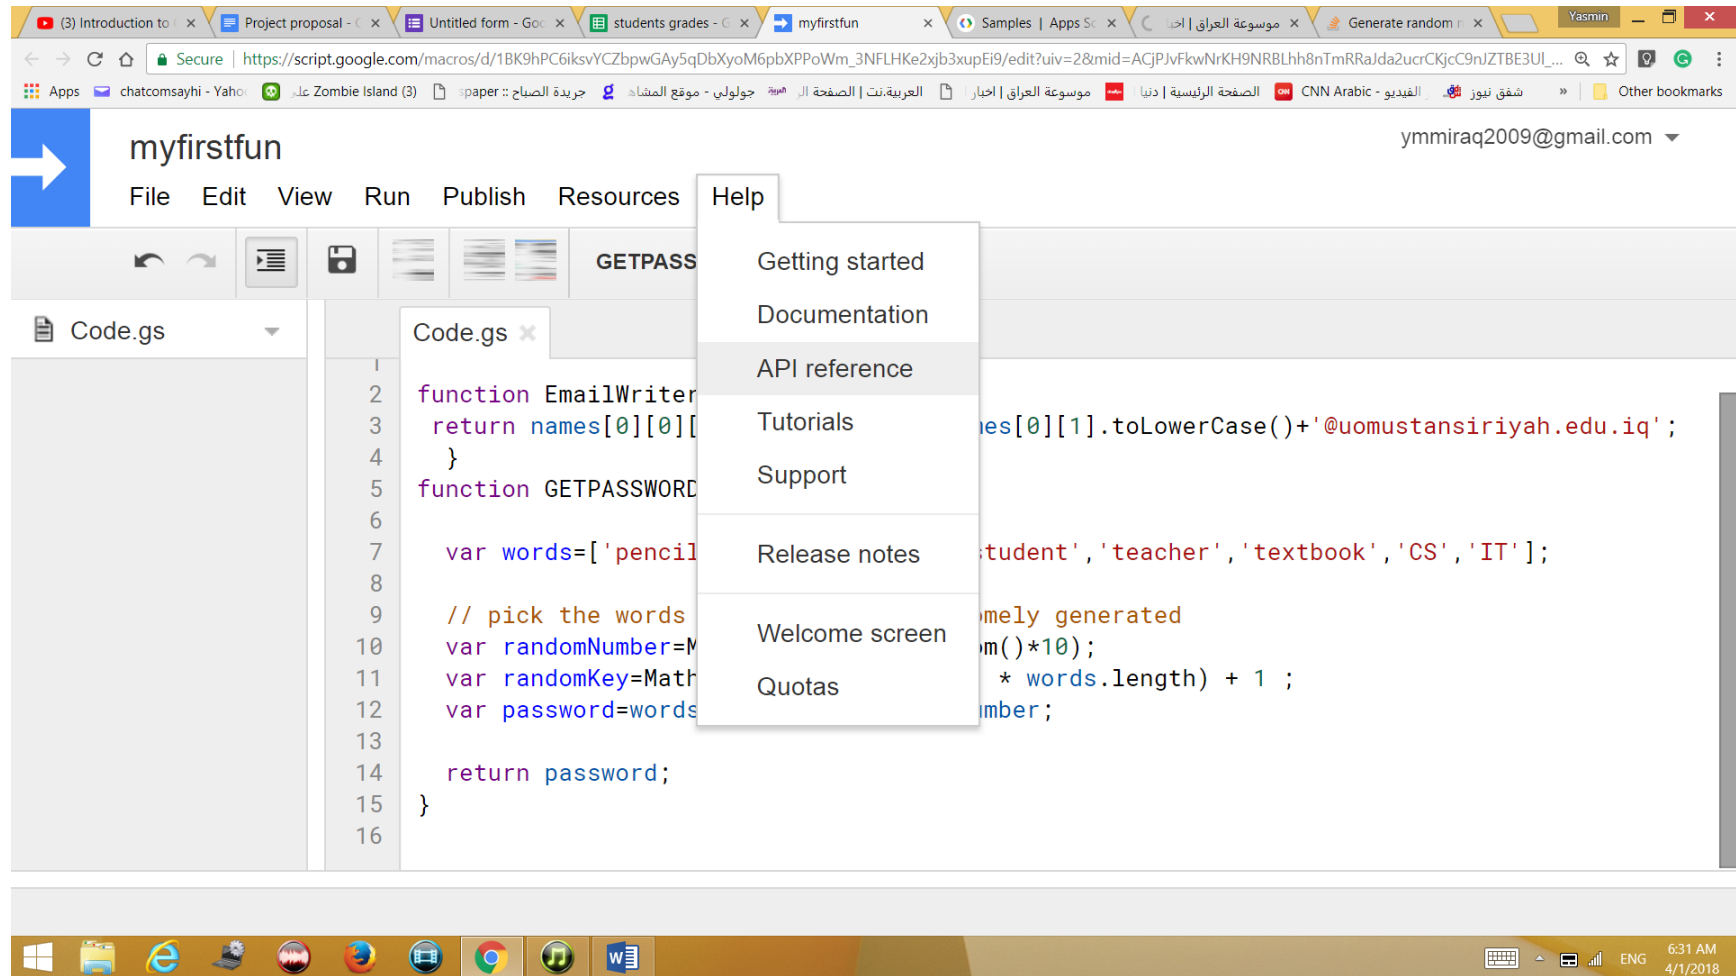 (3) Introduction to
Project proposal -
Untitled form - Goo
students grades - G
myfirstfun
Samples | Apps Sc
موسوعة العراق | اخبا
Generate random
Yasmin
Secure | https://script.google.com/macros/d/1BK9hPC6iksvYCZbpwGAy5qDbXyoM6pbXPPoWm_3NFLHKe2xjb3xupEi9/edit?uiv=2&mid=ACjPJvFkwNrKH9NRBLhh8nTmRRaJda2ucrCKjcC9nJZTBE3Ul_...
Apps
chatcomsayhi - Yahoo
Zombie Island (3)
جريدة الصباح :: spaper
جولولي - موقع المشاه
العربية.نت | الصفحة الر
موسوعة العراق | اخبار
الصفحة الرئيسية | دنيا
CNN Arabic - الفيديو
شفق نيوز
»
Other bookmarks
myfirstfun
ymmiraq2009@gmail.com
File Edit View Run Publish Resources Help
GETPASS
Getting started
Documentation
API reference
Tutorials
Support
Release notes
Welcome screen
Quotas
Code.gs
Code.gs
1
2 function EmailWriter
3 return names[0][0][ es[0][1].toLowerCase()+'@uomustansiriyah.edu.iq';
4 }
5 function GETPASSWORD
6
7 var words=['pencil student','teacher','textbook','CS','IT'];
8
9 // pick the words mely generated
10 var randomNumber=M m()*10);
11 var randomKey=Math * words.length) + 1 ;
12 var password=words mber;
13
14 return password;
15 }
16
ENG
6:31 AM
4/1/2018